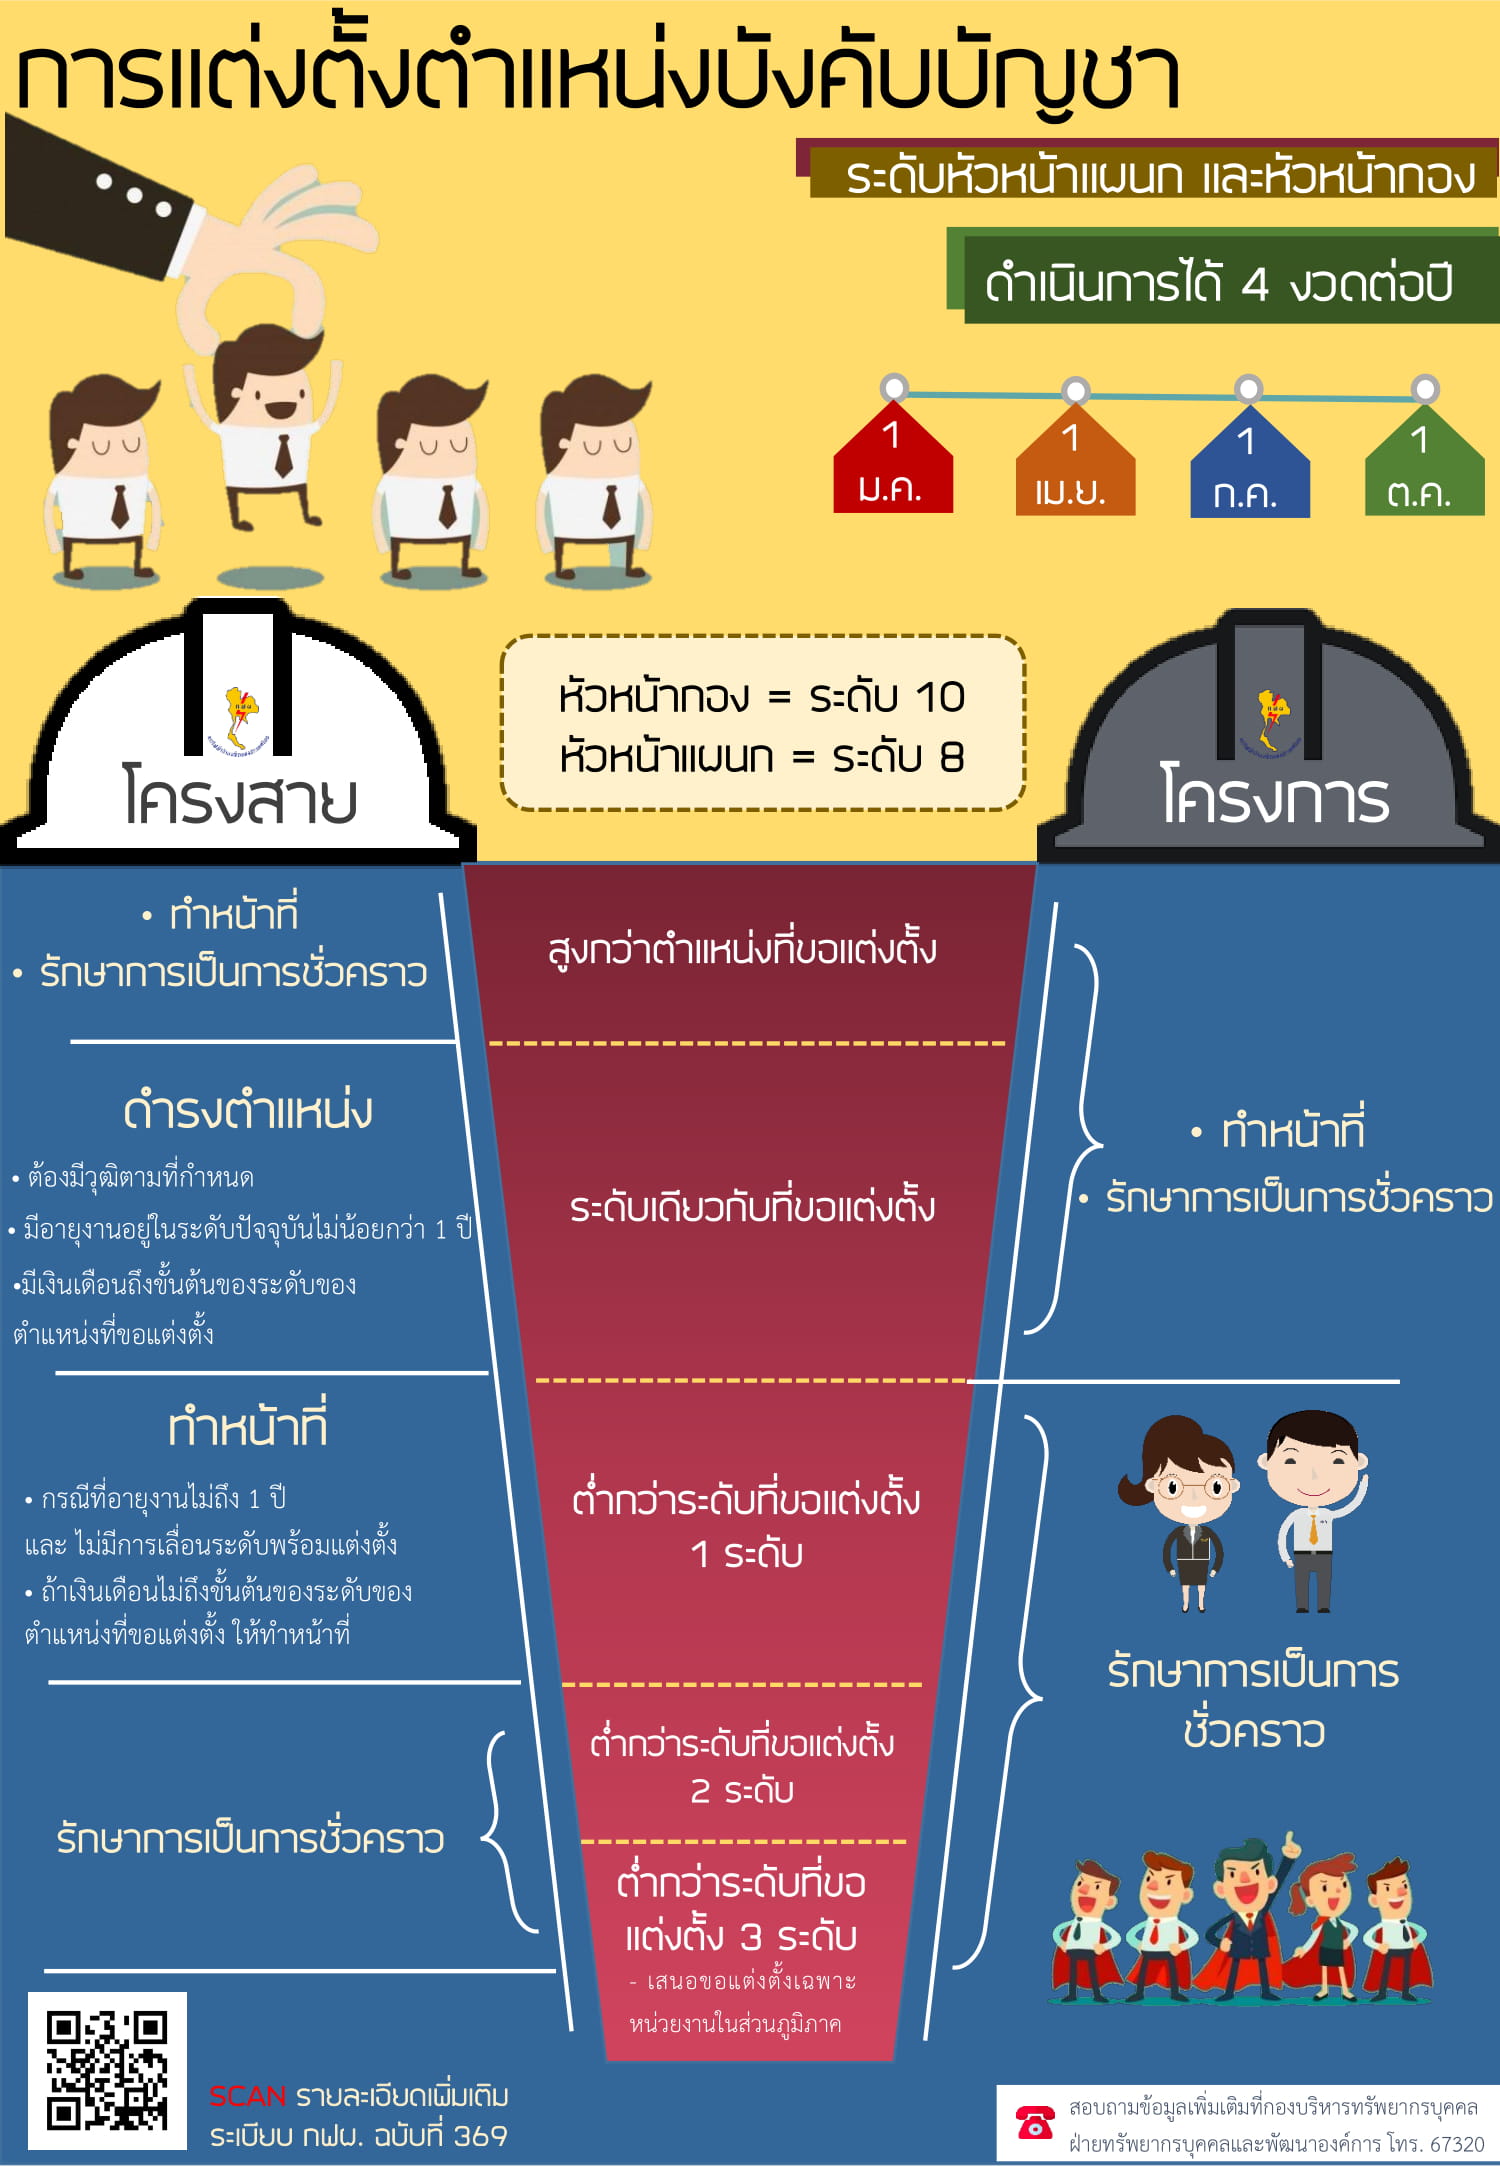 การแต่งตั้งตำแหน่งบังคับบัญชา
ระดับหัวหน้าแผนก และหัวหน้ากอง
ดำเนินการได้ 4 งวดต่อปี
1
ม.ค.
1
เม.ย.
1
ก.ค.
1
ต.ค.
หัวหน้ากอง = ระดับ 10
หัวหน้าแผนก = ระดับ 8
โครงสาย
โครงการ
• ทำหน้าที่
• รักษาการเป็นการชั่วคราว
สูงกว่าตำแหน่งที่ขอแต่งตั้ง
ดำรงตำแหน่ง
• ต้องมีวุฒิตามที่กำหนด
• มีอายุงานอยู่ในระดับปัจจุบันไม่น้อยกว่า 1 ปี
•มีเงินเดือนถึงขั้นต้นของระดับของ
ตำแหน่งที่ขอแต่งตั้ง
ระดับเดียวกับที่ขอแต่งตั้ง
• ทำหน้าที่
• รักษาการเป็นการชั่วคราว
ทำหน้าที่
• กรณีที่อายุงานไม่ถึง 1 ปี
และ ไม่มีการเลื่อนระดับพร้อมแต่งตั้ง
• ถ้าเงินเดือนไม่ถึงขั้นต้นของระดับของ
ตำแหน่งที่ขอแต่งตั้ง ให้ทำหน้าที่
ต่ำกว่าระดับที่ขอแต่งตั้ง
1 ระดับ
รักษาการเป็นการ
ชั่วคราว
ต่ำกว่าระดับที่ขอแต่งตั้ง
2 ระดับ
รักษาการเป็นการชั่วคราว
ต่ำกว่าระดับที่ขอ
แต่งตั้ง 3 ระดับ
- เสนอขอแต่งตั้งเฉพาะ
หน่วยงานในส่วนภูมิภาค
SCAN รายละเอียดเพิ่มเติม
ระเบียบ กฟผ. ฉบับที่ 369
สอบถามข้อมูลเพิ่มเติมที่กองบริหารทรัพยากรบุคคล
ฝ่ายทรัพยากรบุคคลและพัฒนาองค์การ โทร. 67320